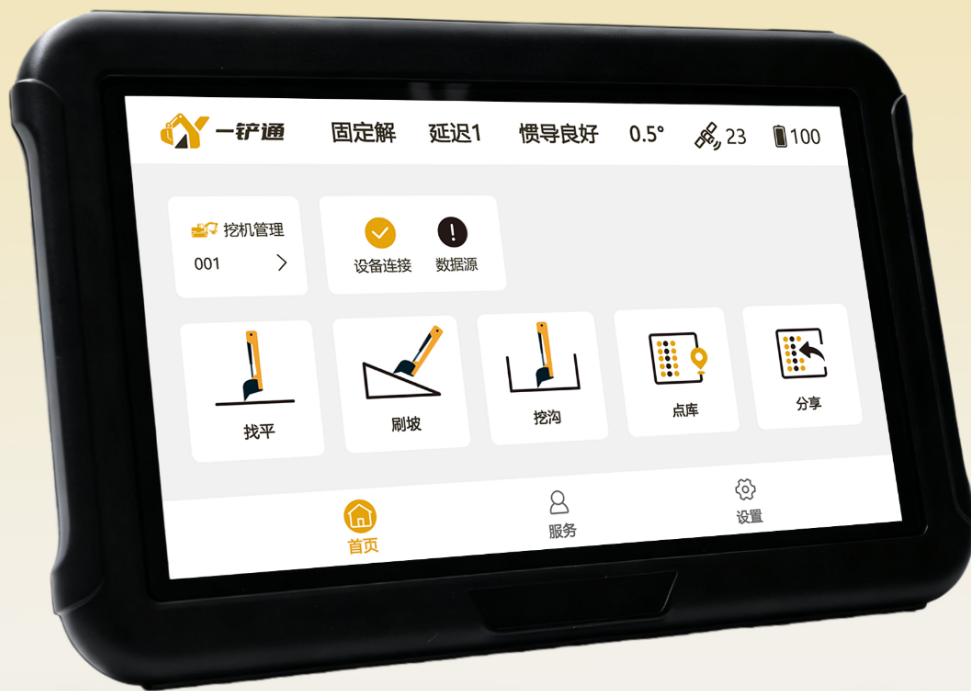 一铲通 固定解 延迟1 惯导良好 0.5° 23 100
挖机管理
001
设备连接 数据源
找平 刷坡 挖沟 点库 分享
首页 服务 设置